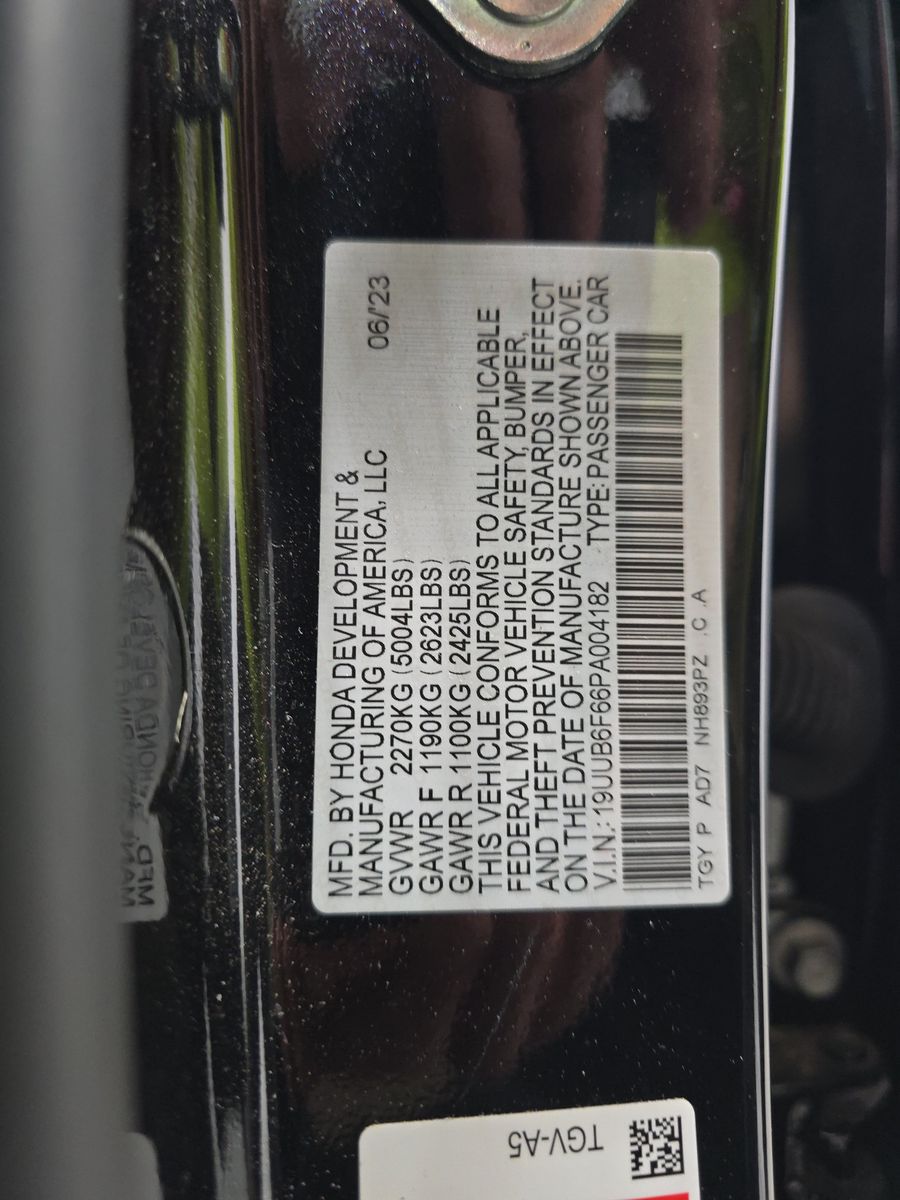 MFD. BY HONDA DEVELOPMENT &
MANUFACTURING OF AMERICA, LLC 06/'23
GVWR 2270KG (5004LBS)
GAWR F 1190KG (2623LBS)
GAWR R 1100KG (2425LBS)
THIS VEHICLE CONFORMS TO ALL APPLICABLE
FEDERAL MOTOR VEHICLE SAFETY, BUMPER,
AND THEFT PREVENTION STANDARDS IN EFFECT
ON THE DATE OF MANUFACTURE SHOWN ABOVE.
V.I.N.: 19UUB6F66PA004182 TYPE: PASSENGER CAR
TGY P AD7 NH893PZ .C .A
TGV-A5